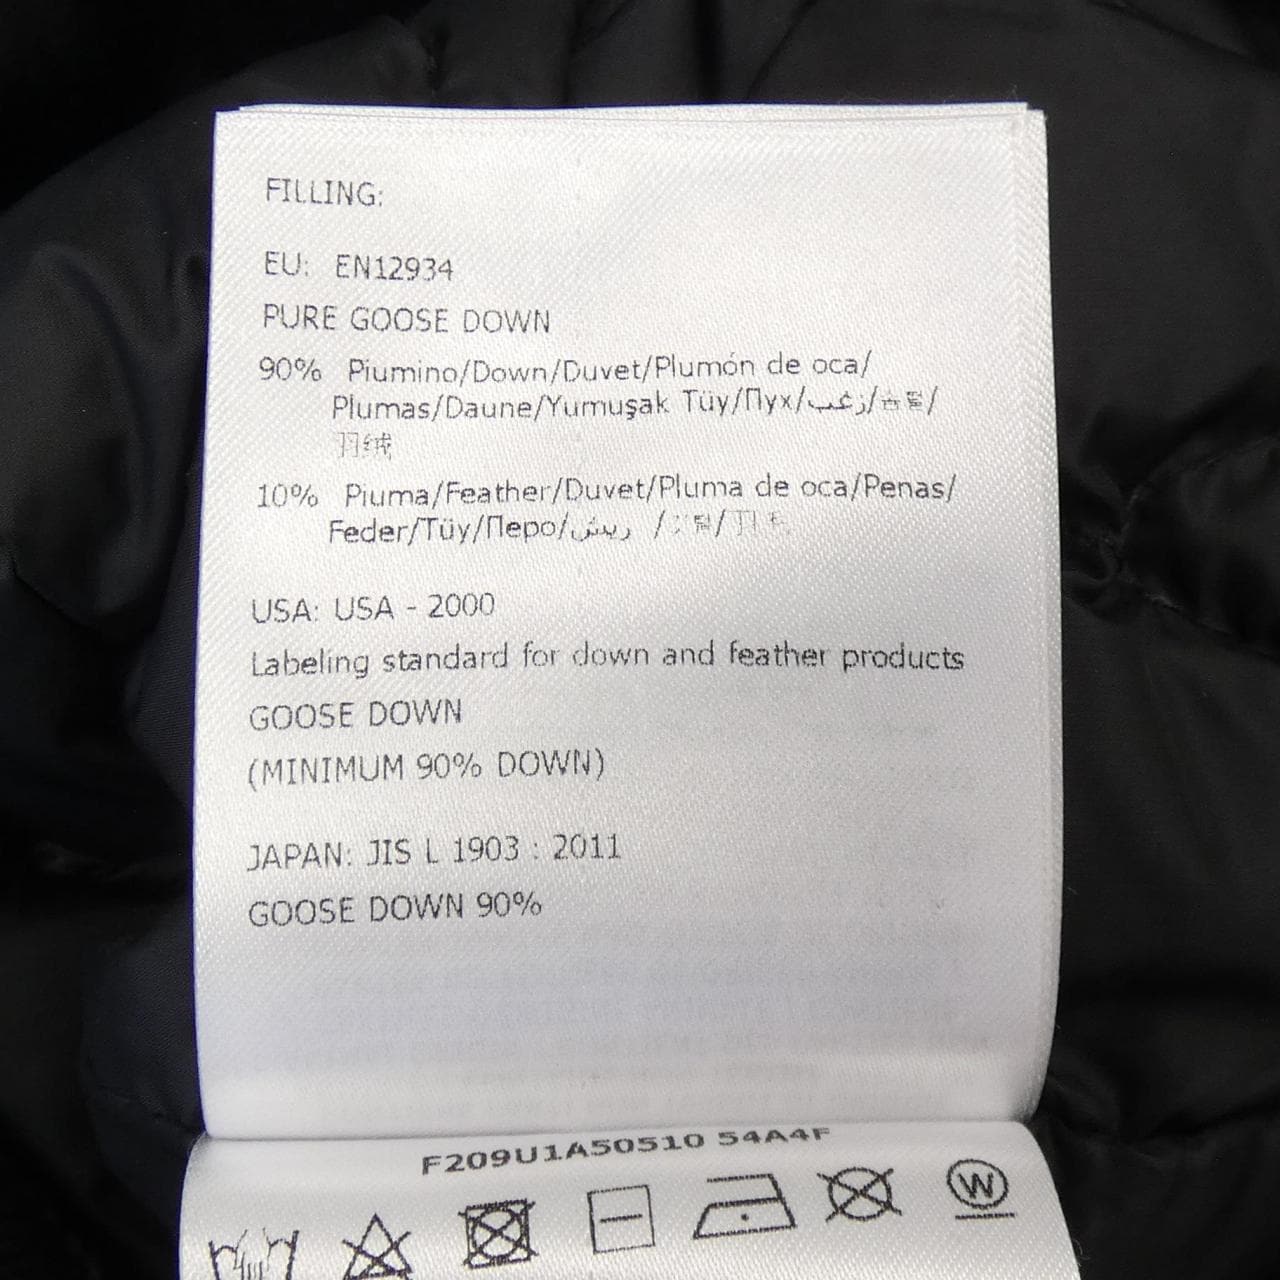 FILLING:
EU: EN12934
PURE GOOSE DOWN
90% Piumino/Down/Duvet/Plumón de oca/
Plumas/Daune/Yumuşak Tüy/Пух/زغب/솜털/
羽绒
10% Piuma/Feather/Duvet/Pluma de oca/Penas/
Feder/Tüy/Перо/ريش /
USA: USA - 2000
Labeling standard for down and feather products
GOOSE DOWN
(MINIMUM 90% DOWN)
JAPAN: JIS L 1903 : 2011
GOOSE DOWN 90%
F209U1A50510 54A4F
W